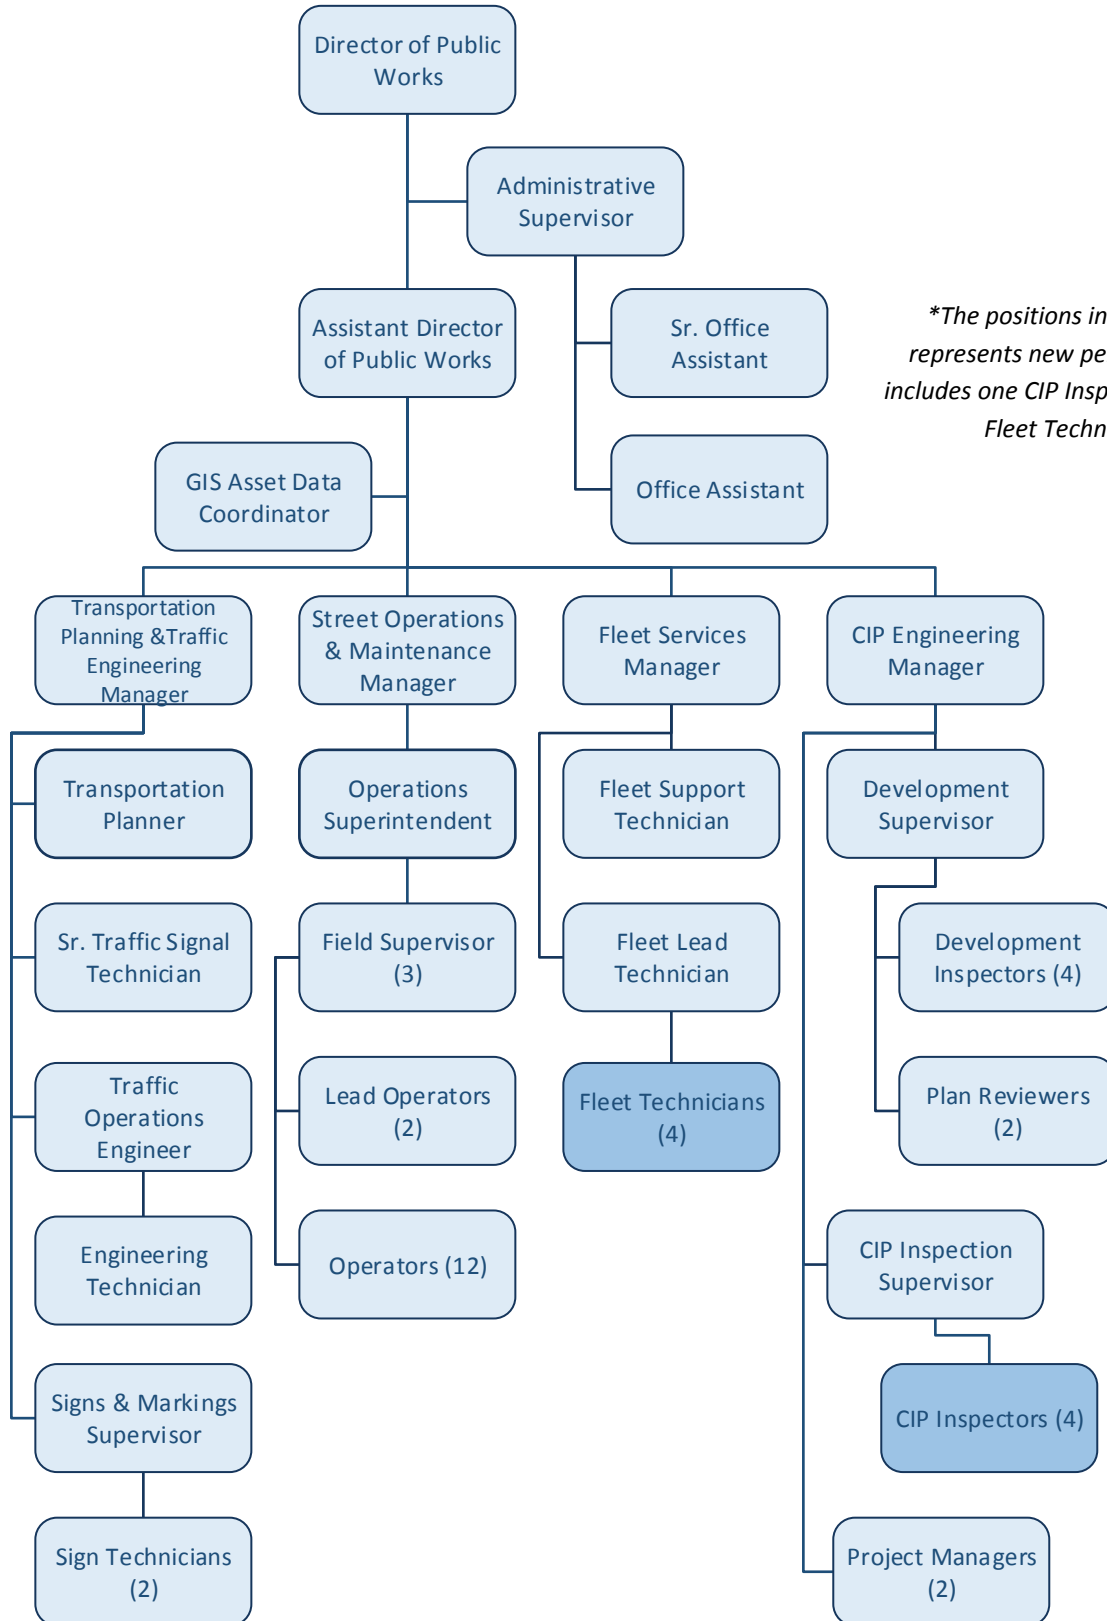 Director of Public
Works
Administrative
Supervisor
Assistant Director
of Public Works
Sr. Office
Assistant
*The positions in
represents new pe
includes one CIP Insp
Fleet Techn
GIS Asset Data
Coordinator
Office Assistant
Transportation
Planning &Traffic
Engineering
Manager
Street Operations
& Maintenance
Manager
Fleet Services
Manager
CIP Engineering
Manager
Transportation
Planner
Operations
Superintendent
Fleet Support
Technician
Development
Supervisor
Sr. Traffic Signal
Technician
Field Supervisor
(3)
Fleet Lead
Technician
Development
Inspectors (4)
Traffic
Operations
Engineer
Lead Operators
(2)
Fleet Technicians
(4)
Plan Reviewers
(2)
Engineering
Technician
Operators (12)
CIP Inspection
Supervisor
Signs & Markings
Supervisor
CIP Inspectors (4)
Sign Technicians
(2)
Project Managers
(2)